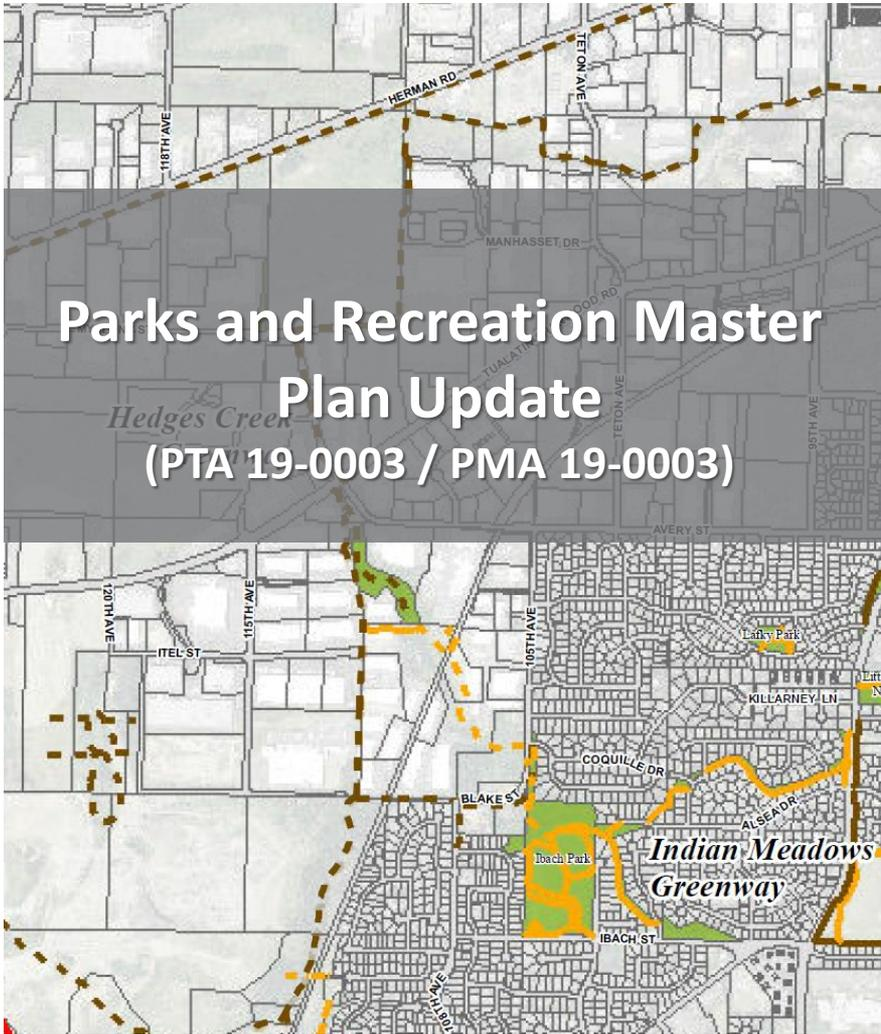 TETON AVE
HERMAN RD
118TH AVE
MANHASSET DR
Parks and Recreation Master
Plan Update
(PTA 19-0003 / PMA 19-0003)
Hedges Creek
TETON AVE
95TH AVE
AVERY ST
120TH AVE
115TH AVE
105TH AVE
ITEL ST
Lafky Park
KILLARNEY LN
COQUILLE DR
BLAKE ST
ALSEA DR
Ibach Park
Indian Meadows
Greenway
IBACH ST
108TH AVE